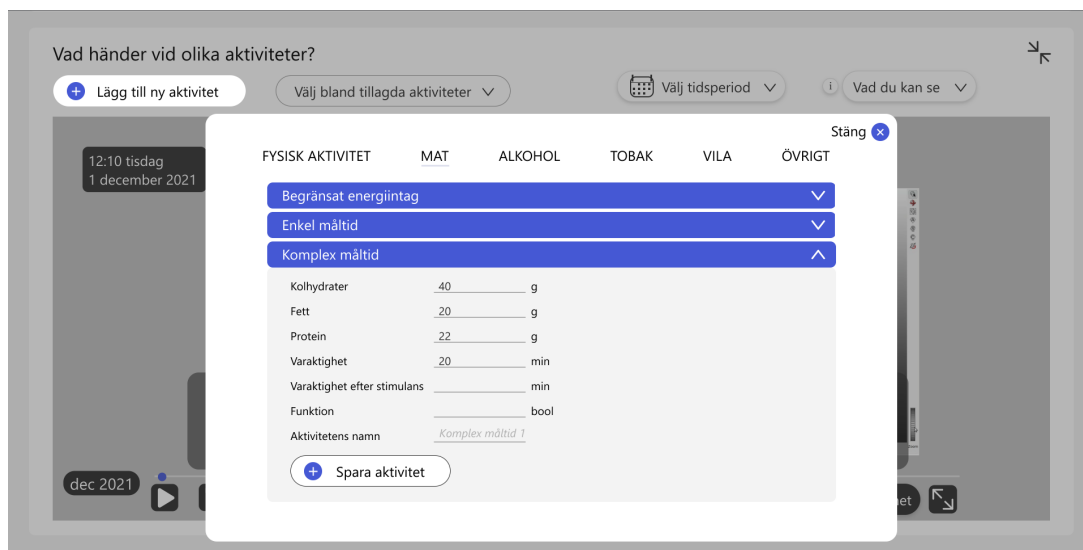 Vad händer vid olika aktiviteter?
Lägg till ny aktivitet
Välj bland tillagda aktiviteter
Välj tidsperiod
i
Vad du kan se
Stäng
12:10 tisdag
1 december 2021
FYSISK AKTIVITET MAT ALKOHOL TOBAK VILA ÖVRIGT
Begränsat energiintag
Enkel måltid
Komplex måltid
Kolhydrater 40 g
Fett 20 g
Protein 22 g
Varaktighet 20 min
Varaktighet efter stimulans min
Funktion bool
Aktivitetens namn Komplex måltid 1
Spara aktivitet
dec 2021
et